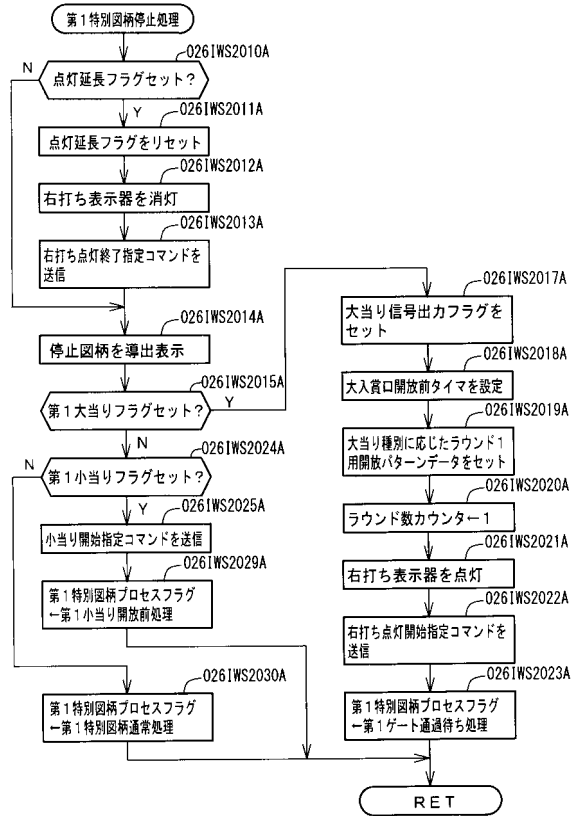 第1特別図柄停止処理
026IWS2010A
N
点灯延長フラグセット？
Y
026IWS2011A
点灯延長フラグをリセット
026IWS2012A
右打ち表示器を消灯
026IWS2013A
右打ち点灯終了指定コマンドを
送信
026IWS2014A
停止図柄を導出表示
026IWS2015A
第1大当りフラグセット？
Y
N
026IWS2024A
N
第1小当りフラグセット？
Y
026IWS2025A
小当り開始指定コマンドを送信
026IWS2029A
第1特別図柄プロセスフラグ
←第1小当り開放前処理
026IWS2030A
第1特別図柄プロセスフラグ
←第1特別図柄通常処理
026IWS2017A
大当り信号出力フラグを
セット
026IWS2018A
大入賞口開放前タイマを設定
026IWS2019A
大当り種別に応じたラウンド1
用開放パターンデータをセット
026IWS2020A
ラウンド数カウンタ←1
026IWS2021A
右打ち表示器を点灯
026IWS2022A
右打ち点灯開始指定コマンドを
送信
026IWS2023A
第1特別図柄プロセスフラグ
←第1ゲート通過待ち処理
RET